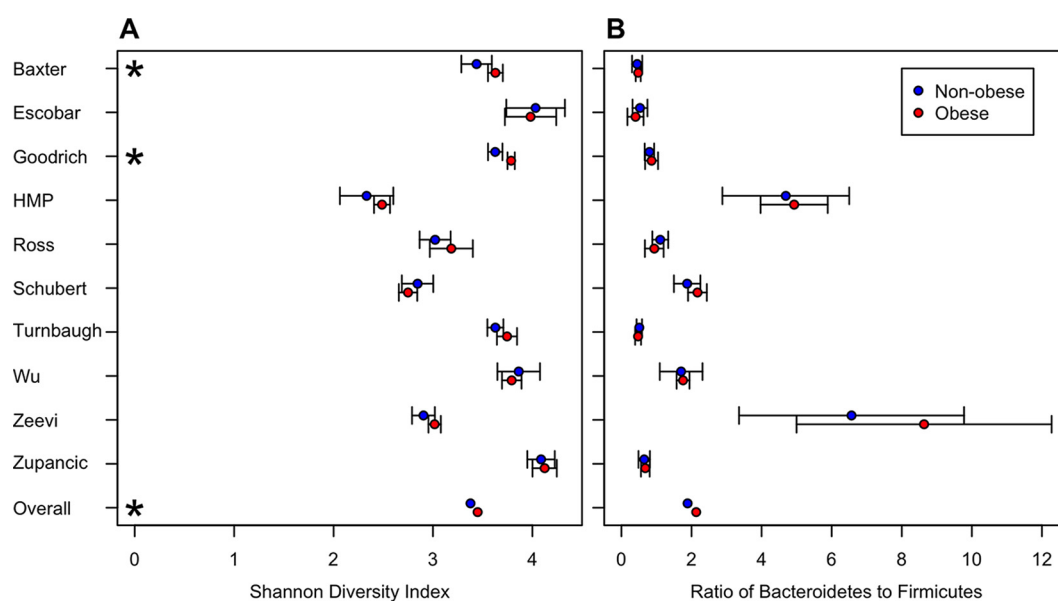 A
B
Baxter *
Escobar
Goodrich *
HMP
Ross
Schubert
Turnbaugh
Wu
Zeevi
Zupancic
Overall *
Non-obese
Obese
0 1 2 3 4
0 2 4 6 8 10 12
Shannon Diversity Index
Ratio of Bacteroidetes to Firmicutes